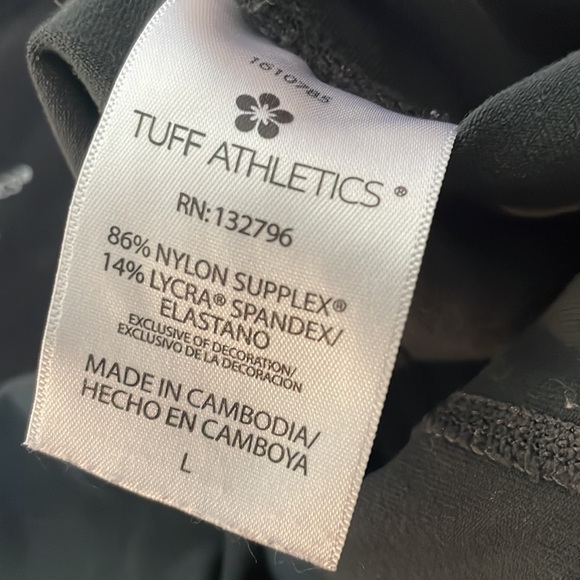 1610785
TUFF ATHLETICS®
RN:132796
86% NYLON SUPPLEX®
14% LYCRA® SPANDEX/
ELASTANO
EXCLUSIVE OF DECORATION/
EXCLUSIVO DE LA DECORACIÓN
MADE IN CAMBODIA/
HECHO EN CAMBOYA
L